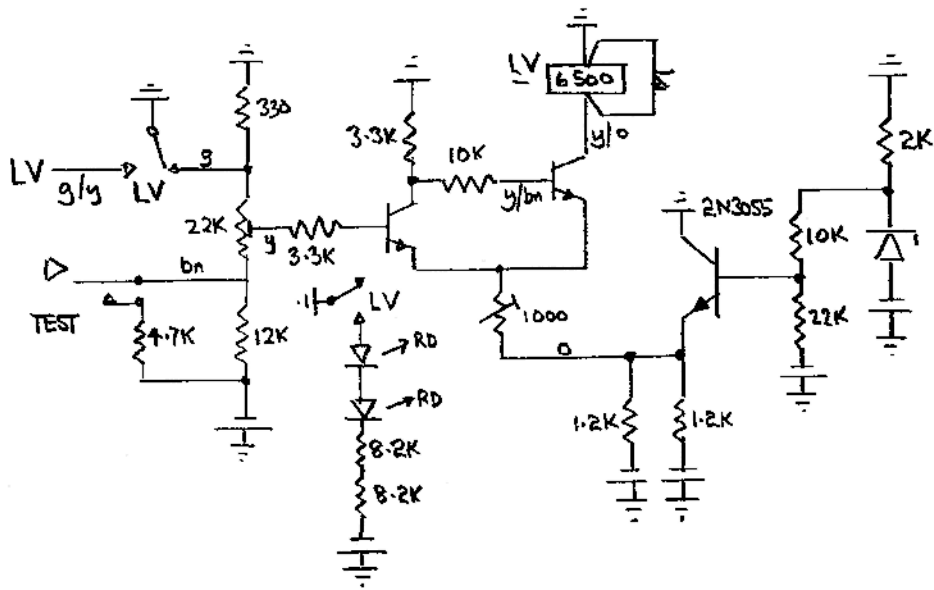 330
LV
6500
3.3K
y/o
2K
LV
g/y
LV
g
10K
y/bn
2N3055
22K
y
3.3K
10K
bn
TEST
LV
1000
22K
4.7K
12K
RD
o
RD
1.2K
1.2K
8.2K
8.2K